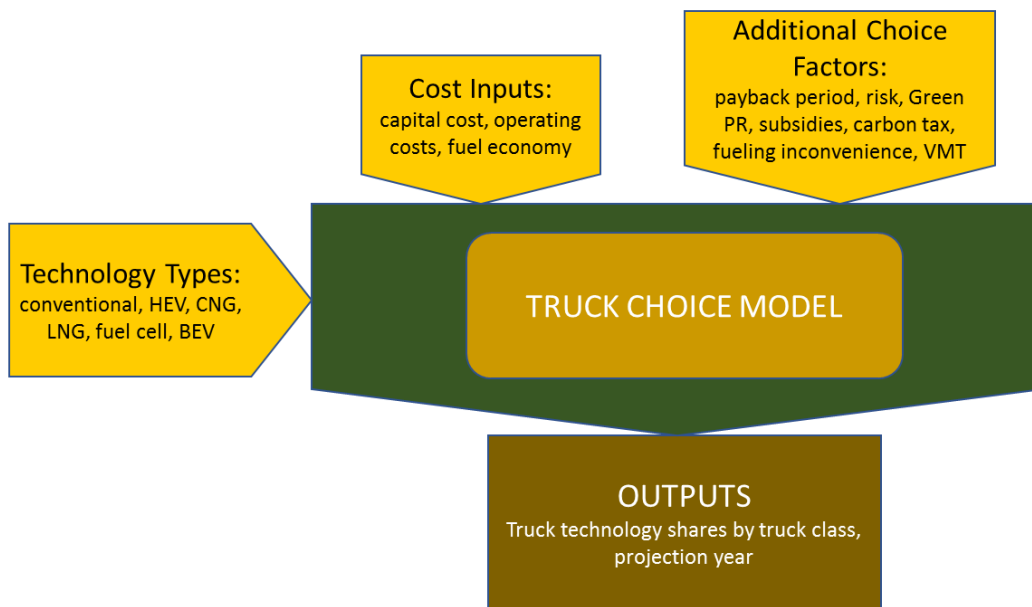 Cost Inputs:
capital cost, operating
costs, fuel economy
Additional Choice
Factors:
payback period, risk, Green
PR, subsidies, carbon tax,
fueling inconvenience, VMT
Technology Types:
conventional, HEV, CNG,
LNG, fuel cell, BEV
TRUCK CHOICE MODEL
OUTPUTS
Truck technology shares by truck class,
projection year